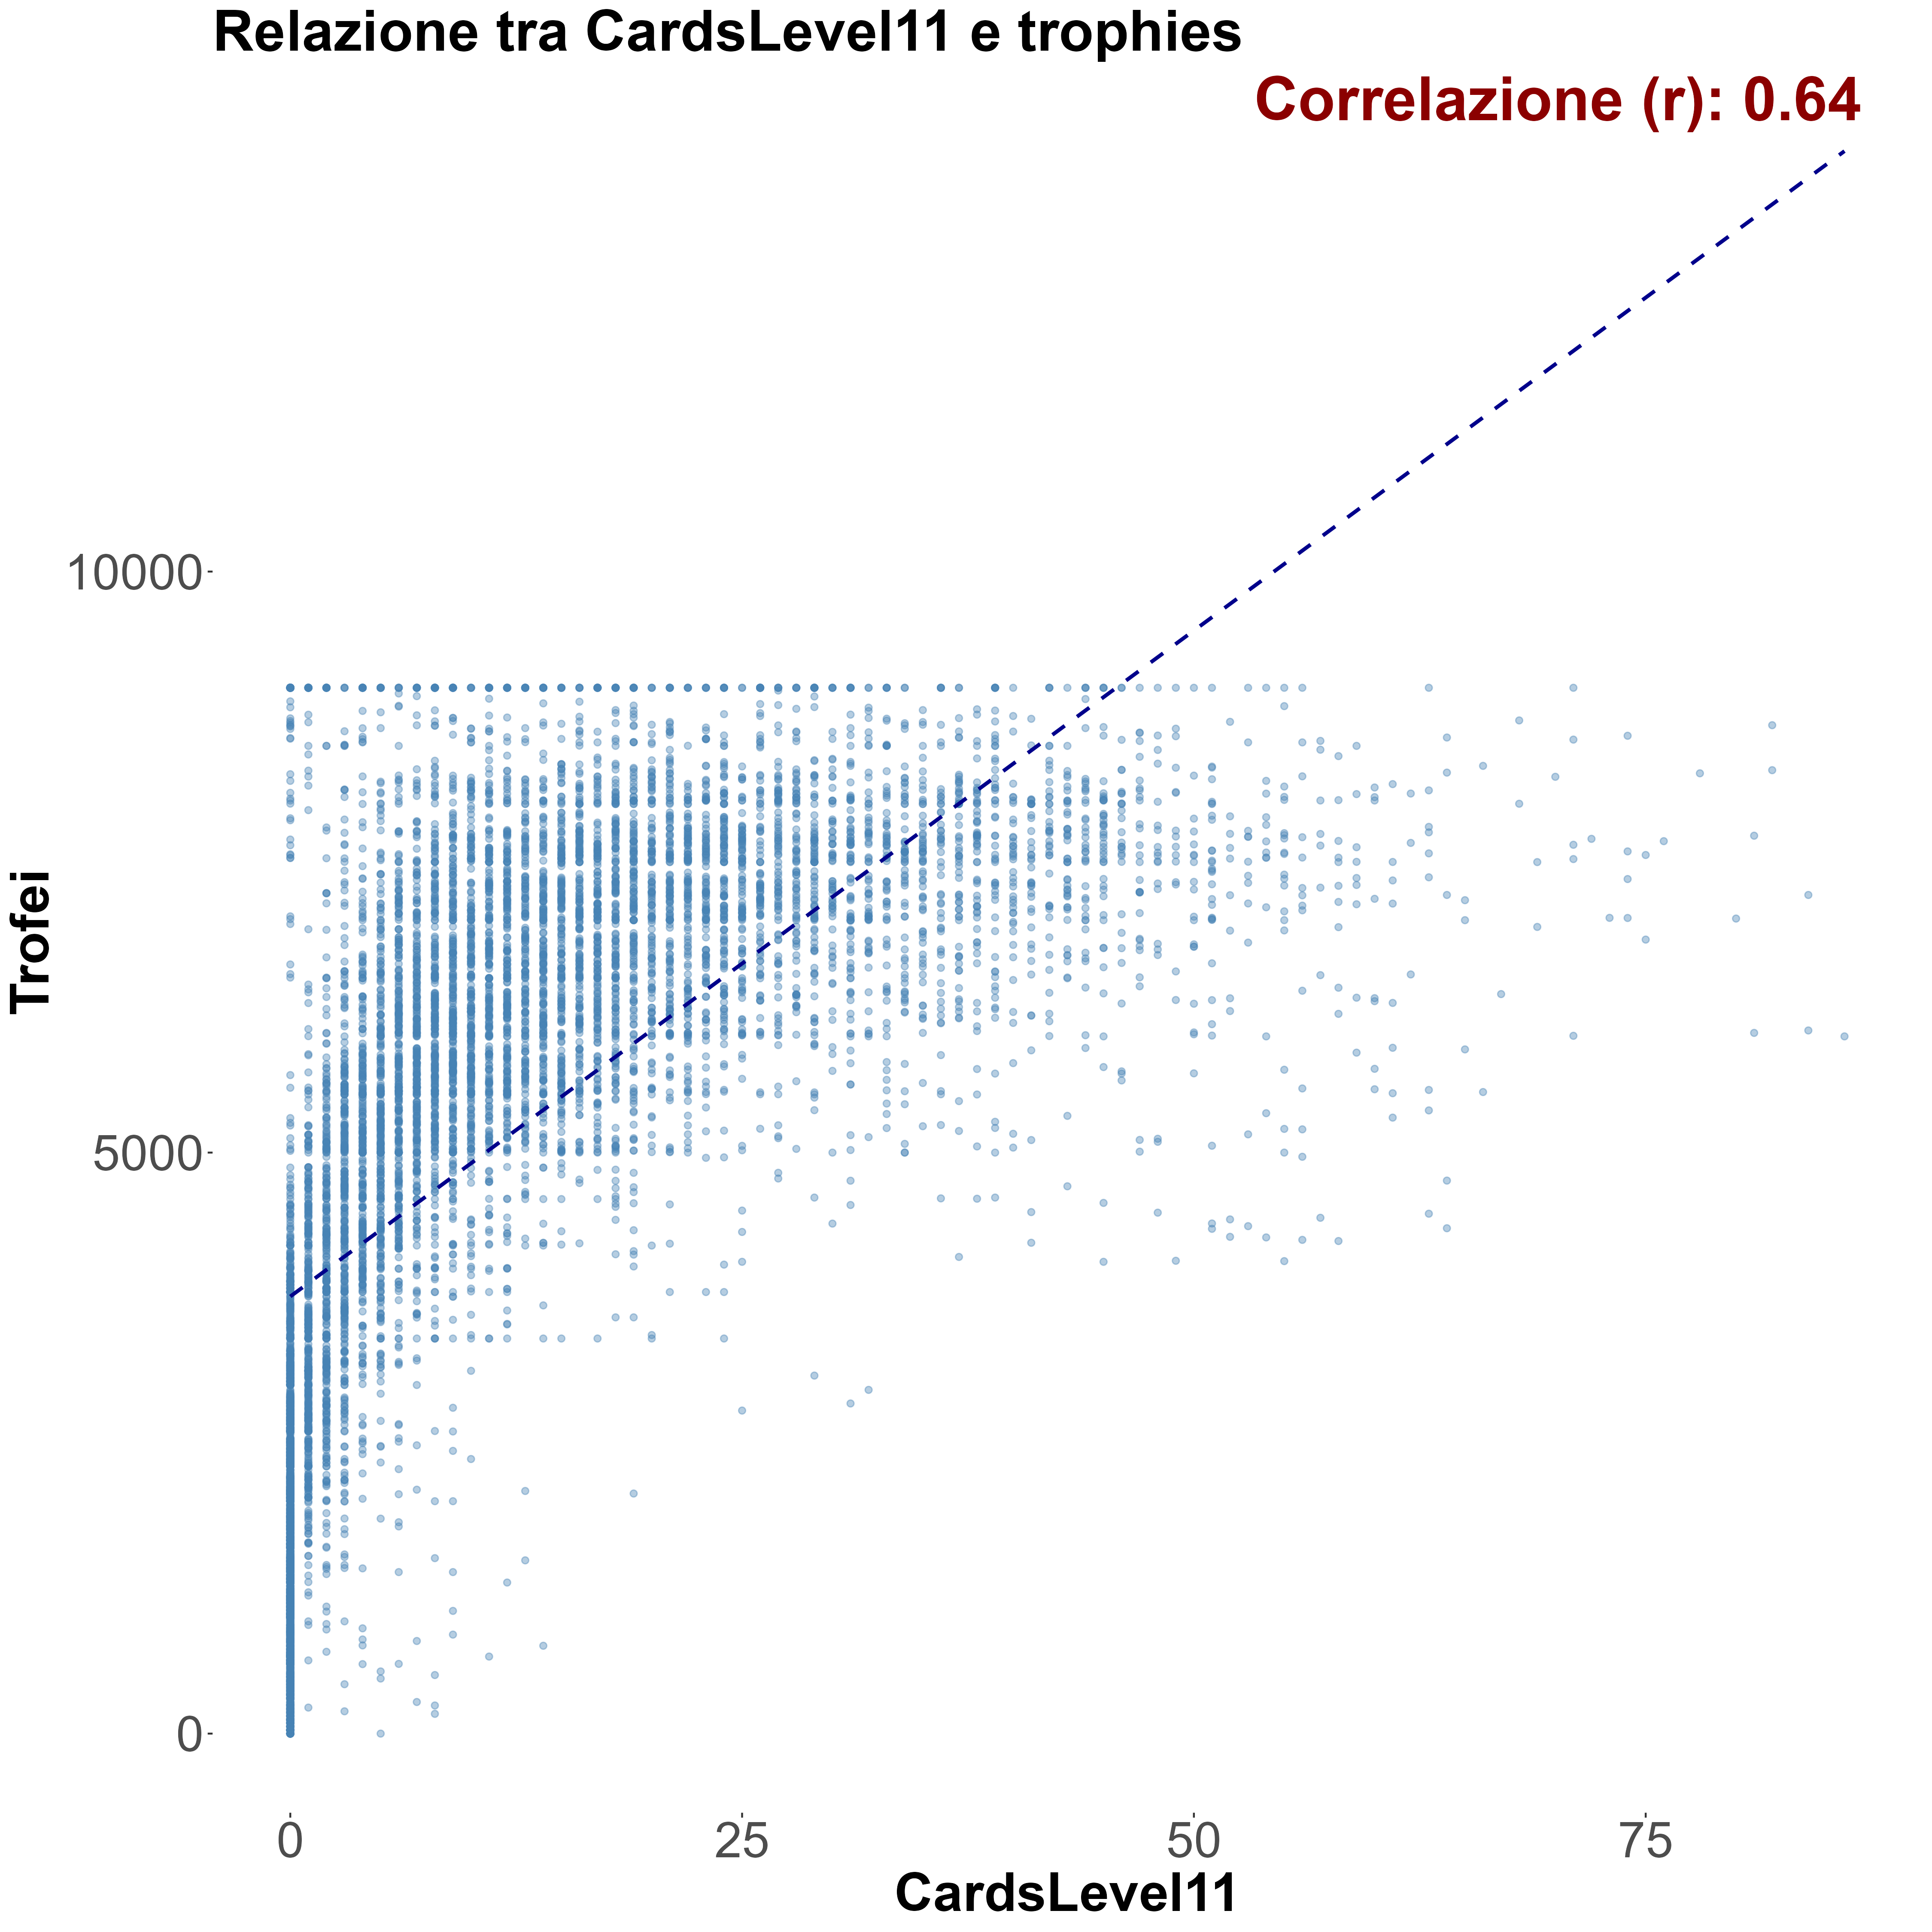 Relazione tra CardsLevel11 e trophies
Correlazione (r): 0.64
10000
5000
0
Trofei
0 25 50 75
CardsLevel11